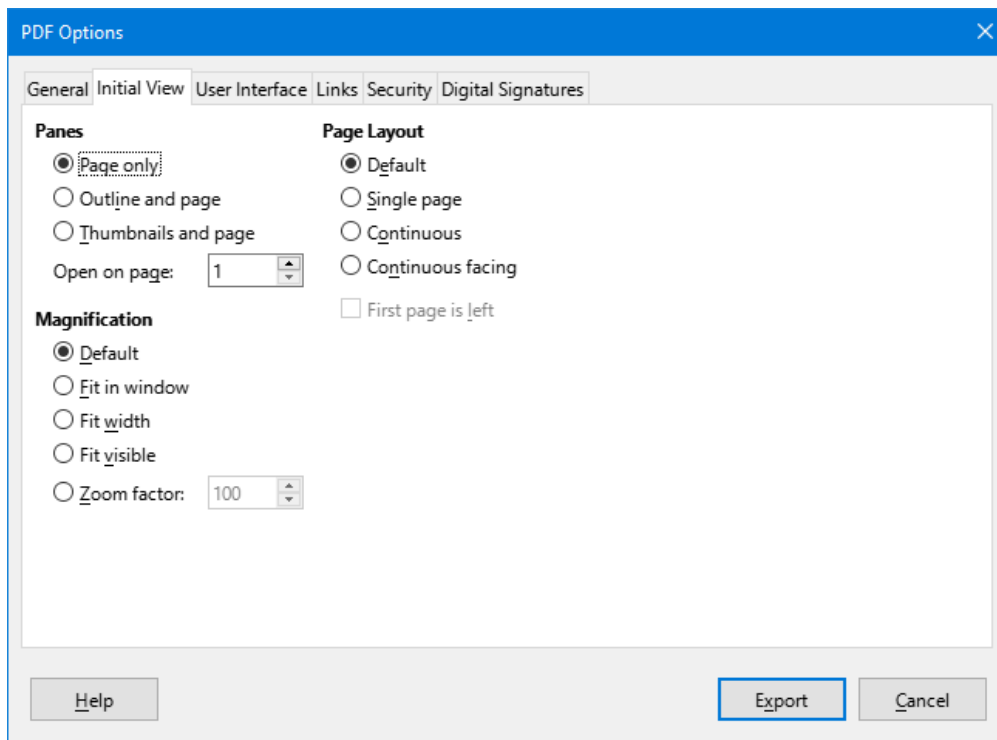 PDF Options
General Initial View User Interface Links Security Digital Signatures
Panes
Page only
Outline and page
Thumbnails and page
Open on page: 1
Magnification
Default
Fit in window
Fit width
Fit visible
Zoom factor: 100
Page Layout
Default
Single page
Continuous
Continuous facing
First page is left
Help Export Cancel